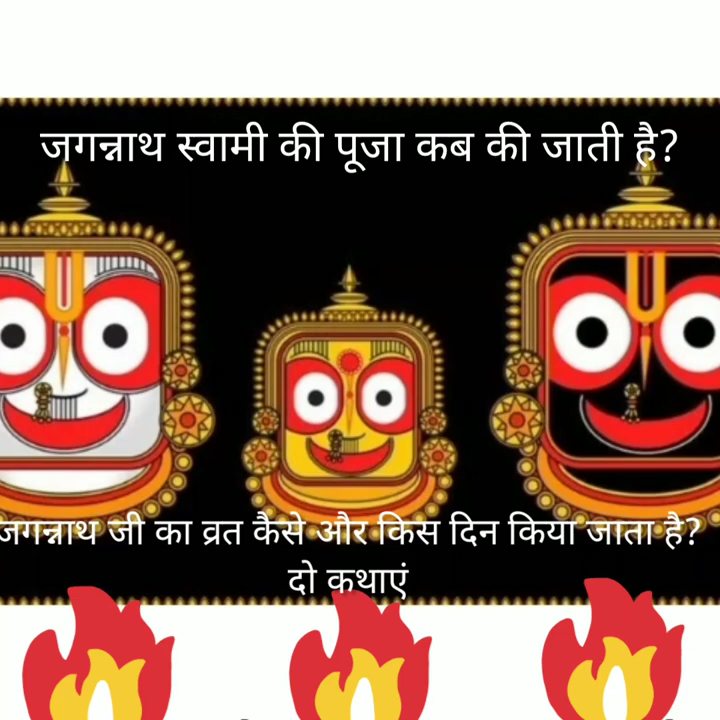 जगन्नाथ स्वामी की पूजा कब की जाती है?
जगन्नाथ जी का व्रत कैसे और किस दिन किया जाता है?
दो कथाएं